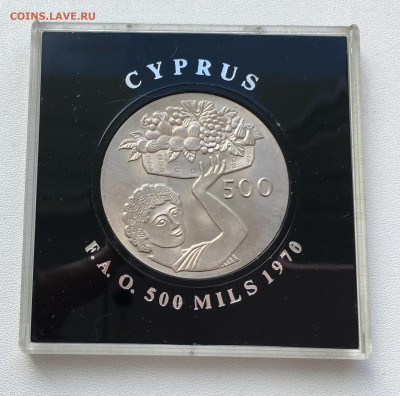 COINS.LAVE.RU
CYPRUS
500
F.A.O. 500 MILS 1970